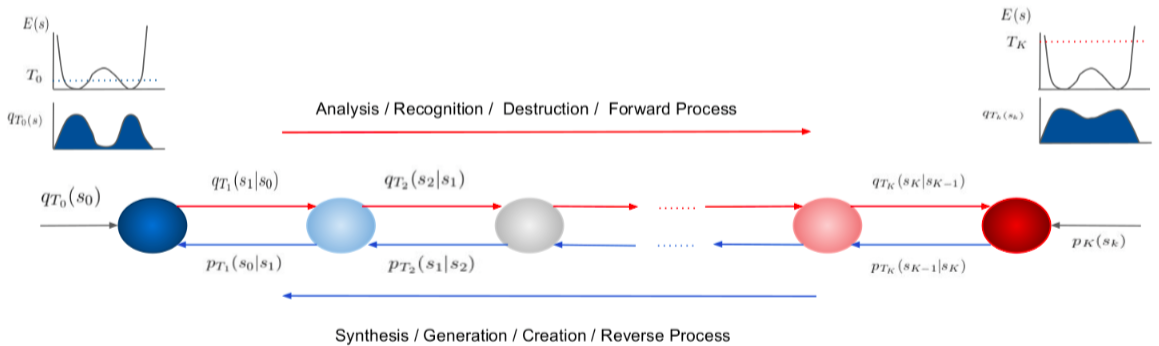 E(s)
T_0
q_{T_0(s)}
E(s)
T_K
q_{T_k(s_k)}
Analysis / Recognition / Destruction / Forward Process
q_{T_0}(s_0)
q_{T_1}(s_1|s_0)
q_{T_2}(s_2|s_1)
......
q_{T_K}(s_K|s_{K-1})
p_{T_1}(s_0|s_1)
p_{T_2}(s_1|s_2)
......
p_{T_K}(s_{K-1}|s_K)
p_K(s_k)
Synthesis / Generation / Creation / Reverse Process